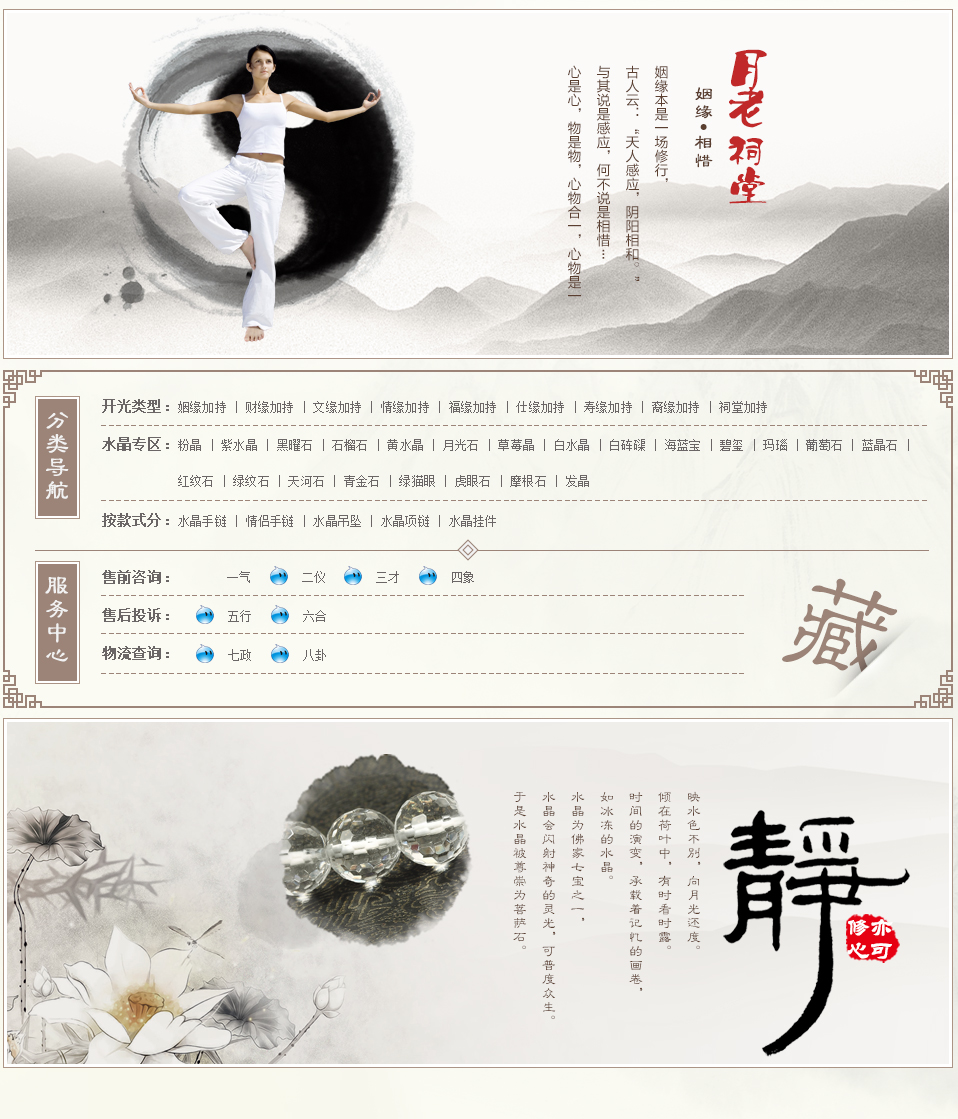 月老祠堂
姻缘•相惜
姻缘本是一场修行，
古人云：“天人感应，阴阳相和。”
与其说是感应，何不说是相惜…
心是心，物是物，心物合一，心物是一
分类导航
开光类型：姻缘加持 | 财缘加持 | 文缘加持 | 情缘加持 | 福缘加持 | 仕缘加持 | 寿缘加持 | 裔缘加持 | 祠堂加持
水晶专区：粉晶 | 紫水晶 | 黑曜石 | 石榴石 | 黄水晶 | 月光石 | 草莓晶 | 白水晶 | 白砗磲 | 海蓝宝 | 碧玺 | 玛瑙 | 葡萄石 | 蓝晶石 |
红纹石 | 绿纹石 | 天河石 | 青金石 | 绿猫眼 | 虎眼石 | 摩根石 | 发晶
按款式分：水晶手链 | 情侣手链 | 水晶吊坠 | 水晶项链 | 水晶挂件
服务中心
售前咨询： 一气 二仪 三才 四象
售后投诉： 五行 六合
物流查询： 七政 八卦
藏
靜
亦可修心
映水色不别，向月光还度。
倾在荷叶中，有时看时露。
时间的演变，承载着记忆的画卷，
如冰冻的水晶。
水晶为佛家七宝之一，
水晶会闪射神奇的灵光，可普度众生。
于是水晶被尊崇为菩萨石。